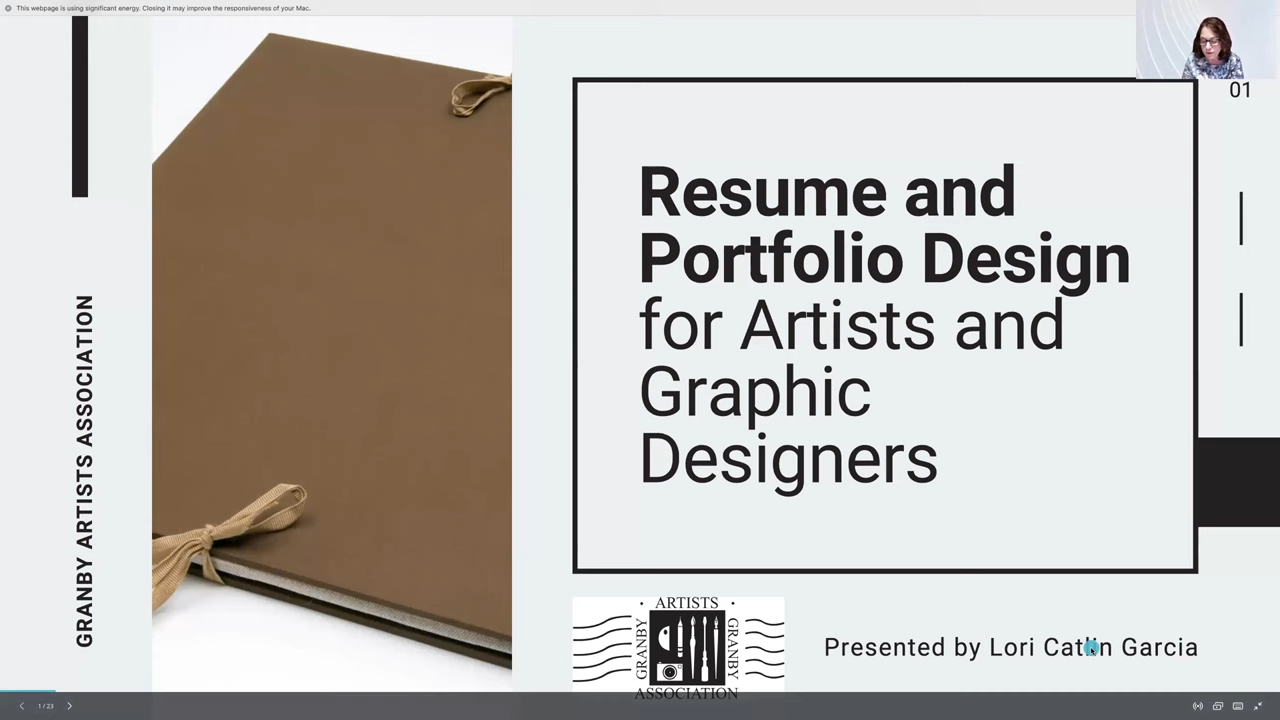 This webpage is using significant energy. Closing it may improve the responsiveness of your Mac.
01
GRANBY ARTISTS ASSOCIATION
Resume and
Portfolio Design
for Artists and
Graphic
Designers
· ARTISTS ·
GRANBY
GRANBY
ASSOCIATION
Presented by Lori Catlin Garcia
1 / 23